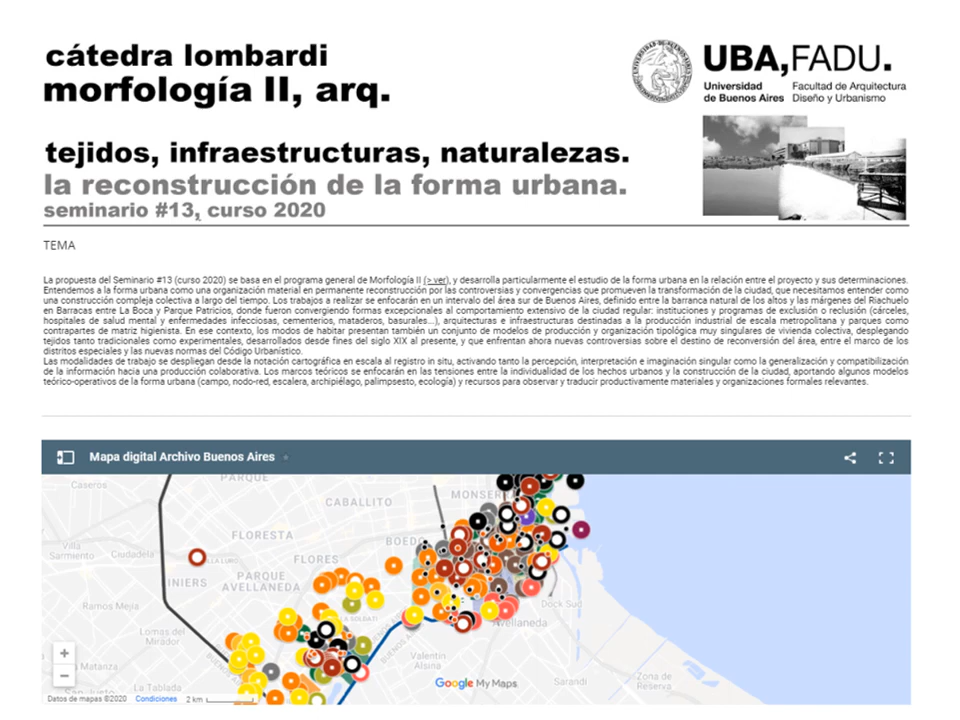 cátedra lombardi
morfología II, arq.
UBA,FADU.
Universidad
de Buenos Aires
Facultad de Arquitectura
Diseño y Urbanismo
tejidos, infraestructuras, naturalezas.
la reconstrucción de la forma urbana.
seminario #13, curso 2020
TEMA
La propuesta del Seminario #13 (curso 2020) se basa en el programa general de Morfología II (> ver), y desarrolla particularmente el estudio de la forma urbana en la relación entre el proyecto y sus determinaciones.
Entendemos a la forma urbana como una organización material en permanente reconstrucción por las controversias y convergencias que promueven la transformación de la ciudad, que necesitamos entender como
una construcción compleja colectiva a largo del tiempo. Los trabajos a realizar se enfocarán en un intervalo del área sur de Buenos Aires, definido entre la barranca natural de los altos y las márgenes del Riachuelo
en Barracas entre La Boca y Parque Patricios, donde fueron convergiendo formas excepcionales al comportamiento extensivo de la ciudad regular: instituciones y programas de exclusión o reclusión (cárceles,
hospitales de salud mental y enfermedades infecciosas, cementerios, mataderos, basurales...), arquitecturas e infraestructuras destinadas a la producción industrial de escala metropolitana y parques como
contrapartes de matriz higienista. En ese contexto, los modos de habitar presentan también un conjunto de modelos de producción y organización tipológica muy singulares de vivienda colectiva, desplegando
tejidos tanto tradicionales como experimentales, desarrollados desde fines del siglo XIX al presente, y que enfrentan ahora nuevas controversias sobre el destino de reconversión del área, entre el marco de los
distritos especiales y las nuevas normas del Código Urbanístico.
Las modalidades de trabajo se despliegan desde la notación cartográfica en escala al registro in situ, activando tanto la percepción, interpretación e imaginación singular como la generalización y compatibilización
de la información hacia una producción colaborativa. Los marcos teóricos se enfocarán en las tensiones entre la individualidad de los hechos urbanos y la construcción de la ciudad, aportando algunos modelos
teórico-operativos de la forma urbana (campo, nodo-red, escalera, archipiélago, palimpsesto, ecología) y recursos para observar y traducir productivamente materiales y organizaciones formales relevantes.
Mapa digital Archivo Buenos Aires
PARQUE
Caseros
CABALLITO
MONSERR
FLORESTA
BOEDO
Villa
Sarmiento
Ciudadela
VILLA LURO
FLORES
INIERS
PARQUE
AVELLANEDA
Ramos Mejía
Dock Sud
Avellaneda
Lomas del
Mirador
BUENOS AIRES
Valentín
Alsina
Matanza
La Tablada
Sarandí
Zona de
Reserva
Google My Maps
Datos de mapas ©2020
Condiciones
2 km